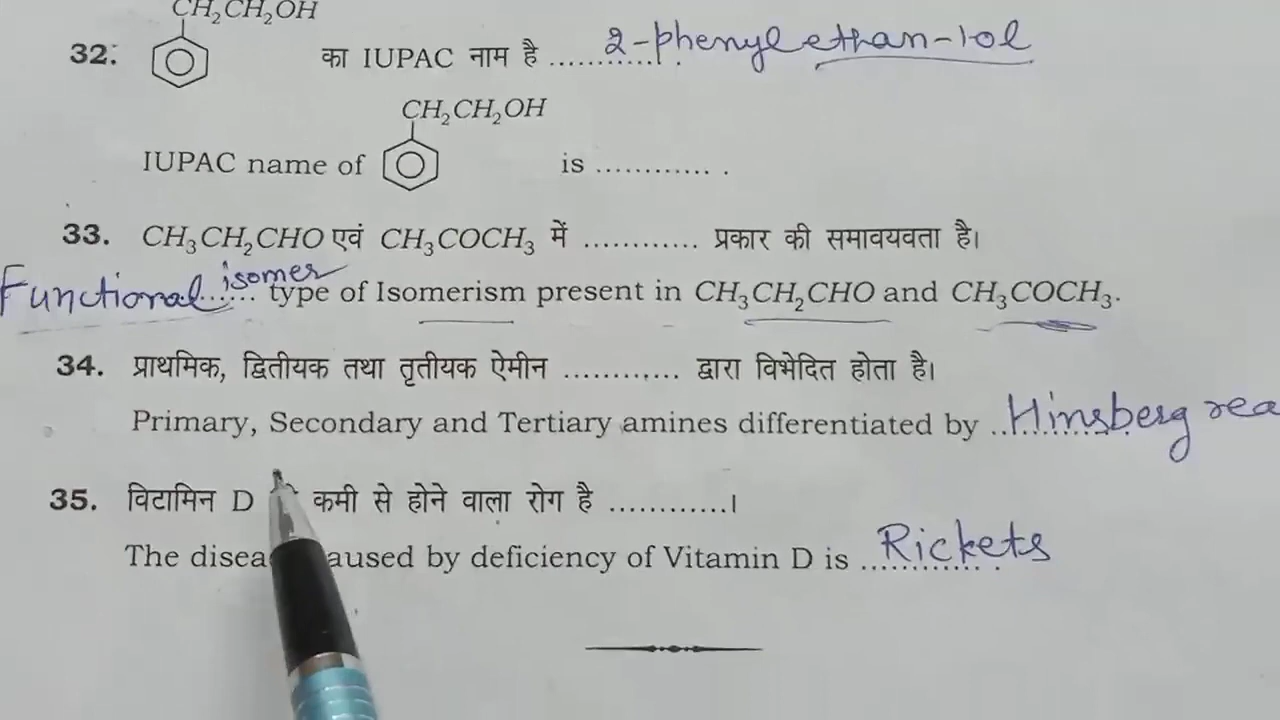 CH₂CH₂OH
32. का IUPAC नाम है ............ 2-phenylethan-1ol
CH₂CH₂OH
IUPAC name of is ............ .
33. CH₃CH₂CHO एवं CH₃COCH₃ में ............ प्रकार की समावयवता है।
Functional isomer ...... type of Isomerism present in CH₃CH₂CHO and CH₃COCH₃.
34. प्राथमिक, द्वितीयक तथा तृतीयक ऐमीन ............ द्वारा विभेदित होता है।
Primary, Secondary and Tertiary amines differentiated by ............ Hinsberg rea
35. विटामिन D कमी से होने वाला रोग है ............।
The disea aused by deficiency of Vitamin D is ............ Rickets